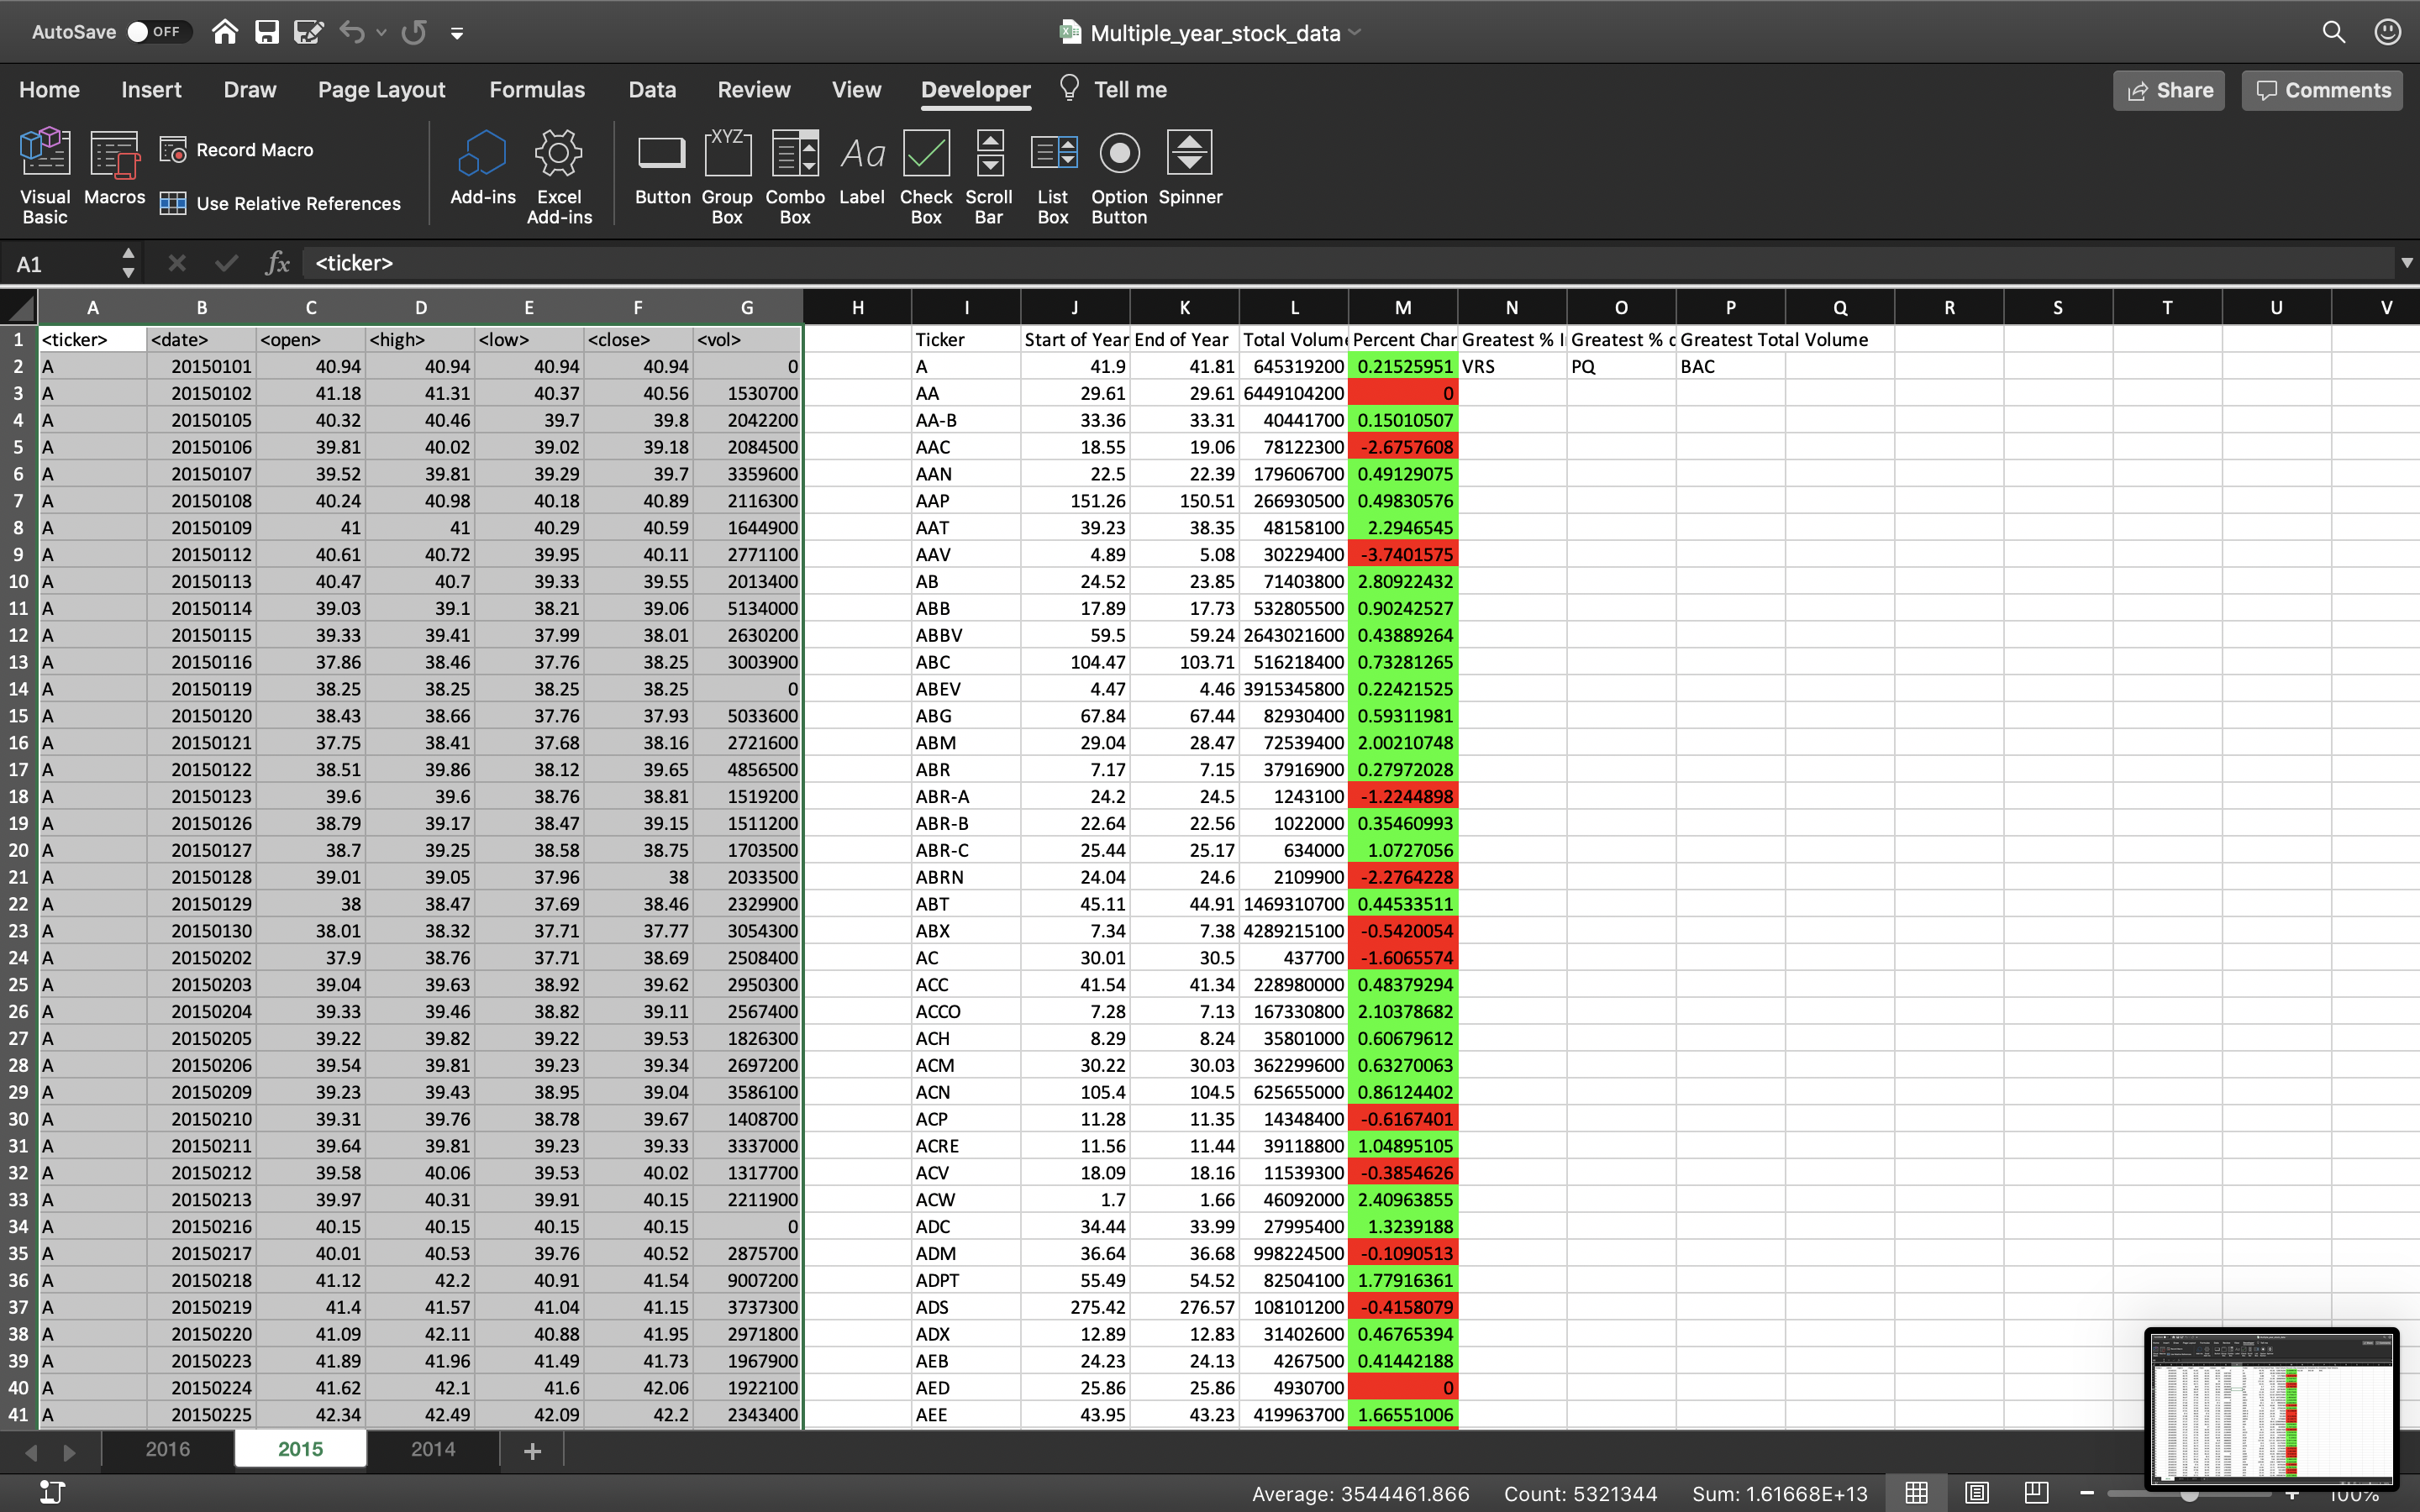 AutoSave OFF Multiple_year_stock_data
Home Insert Draw Page Layout Formulas Data Review View Developer Tell me Share Comments
Visual Basic Macros Record Macro Use Relative References Add-ins Excel Add-ins Button Group Box Combo Box Label Check Box Scroll Bar List Box Option Button Spinner
XYZ Aa
A1 fx <ticker>
A B C D E F G H I J K L M N O P Q R S T U V
1 <ticker> <date> <open> <high> <low> <close> <vol> Ticker Start of Year End of Year Total Volum Percent Char Greatest % I Greatest % d Greatest Total Volume
2 A 20150101 40.94 40.94 40.94 40.94 0 A 41.9 41.81 645319200 0.21525951 VRS PQ BAC
3 A 20150102 41.18 41.31 40.37 40.56 1530700 AA 29.61 29.61 6449104200 0
4 A 20150105 40.32 40.46 39.7 39.8 2042200 AA-B 33.36 33.31 40441700 0.15010507
5 A 20150106 39.81 40.02 39.02 39.18 2084500 AAC 18.55 19.06 78122300 -2.6757608
6 A 20150107 39.52 39.81 39.29 39.7 3359600 AAN 22.5 22.39 179606700 0.49129075
7 A 20150108 40.24 40.98 40.18 40.89 2116300 AAP 151.26 150.51 266930500 0.49830576
8 A 20150109 41 41 40.29 40.59 1644900 AAT 39.23 38.35 48158100 2.2946545
9 A 20150112 40.61 40.72 39.95 40.11 2771100 AAV 4.89 5.08 30229400 -3.7401575
10 A 20150113 40.47 40.7 39.33 39.55 2013400 AB 24.52 23.85 71403800 2.80922432
11 A 20150114 39.03 39.1 38.21 39.06 5134000 ABB 17.89 17.73 532805500 0.90242527
12 A 20150115 39.33 39.41 37.99 38.01 2630200 ABBV 59.5 59.24 2643021600 0.43889264
13 A 20150116 37.86 38.46 37.76 38.25 3003900 ABC 104.47 103.71 516218400 0.73281265
14 A 20150119 38.25 38.25 38.25 38.25 0 ABEV 4.47 4.46 3915345800 0.22421525
15 A 20150120 38.43 38.66 37.76 37.93 5033600 ABG 67.84 67.44 82930400 0.59311981
16 A 20150121 37.75 38.41 37.68 38.16 2721600 ABM 29.04 28.47 72539400 2.00210748
17 A 20150122 38.51 39.86 38.12 39.65 4856500 ABR 7.17 7.15 37916900 0.27972028
18 A 20150123 39.6 39.6 38.76 38.81 1519200 ABR-A 24.2 24.5 1243100 -1.2244898
19 A 20150126 38.79 39.17 38.47 39.15 1511200 ABR-B 22.64 22.56 1022000 0.35460993
20 A 20150127 38.7 39.25 38.58 38.75 1703500 ABR-C 25.44 25.17 634000 1.0727056
21 A 20150128 39.01 39.05 37.96 38 2033500 ABRN 24.04 24.6 2109900 -2.2764228
22 A 20150129 38 38.47 37.69 38.46 2329900 ABT 45.11 44.91 1469310700 0.44533511
23 A 20150130 38.01 38.32 37.71 37.77 3054300 ABX 7.34 7.38 4289215100 -0.5420054
24 A 20150202 37.9 38.76 37.71 38.69 2508400 AC 30.01 30.5 437700 -1.6065574
25 A 20150203 39.04 39.63 38.92 39.62 2950300 ACC 41.54 41.34 228980000 0.48379294
26 A 20150204 39.33 39.46 38.82 39.11 2567400 ACCO 7.28 7.13 167330800 2.10378682
27 A 20150205 39.22 39.82 39.22 39.53 1826300 ACH 8.29 8.24 35801000 0.60679612
28 A 20150206 39.54 39.81 39.23 39.34 2697200 ACM 30.22 30.03 362299600 0.63270063
29 A 20150209 39.23 39.43 38.95 39.04 3586100 ACN 105.4 104.5 625655000 0.86124402
30 A 20150210 39.31 39.76 38.78 39.67 1408700 ACP 11.28 11.35 14348400 -0.6167401
31 A 20150211 39.64 39.81 39.23 39.33 3337000 ACRE 11.56 11.44 39118800 1.04895105
32 A 20150212 39.58 40.06 39.53 40.02 1317700 ACV 18.09 18.16 11539300 -0.3854626
33 A 20150213 39.97 40.31 39.91 40.15 2211900 ACW 1.7 1.66 46092000 2.40963855
34 A 20150216 40.15 40.15 40.15 40.15 0 ADC 34.44 33.99 27995400 1.3239188
35 A 20150217 40.01 40.53 39.76 40.52 2875700 ADM 36.64 36.68 998224500 -0.1090513
36 A 20150218 41.12 42.2 40.91 41.54 9007200 ADPT 55.49 54.52 82504100 1.77916361
37 A 20150219 41.4 41.57 41.04 41.15 3737300 ADS 275.42 276.57 108101200 -0.4158079
38 A 20150220 41.09 42.11 40.88 41.95 2971800 ADX 12.89 12.83 31402600 0.46765394
39 A 20150223 41.89 41.96 41.49 41.73 1967900 AEB 24.23 24.13 4267500 0.41442188
40 A 20150224 41.62 42.1 41.6 42.06 1922100 AED 25.86 25.86 4930700 0
41 A 20150225 42.34 42.49 42.09 42.2 2343400 AEE 43.95 43.23 419963700 1.66551006
2016 2015 2014 +
Average: 3544461.866 Count: 5321344 Sum: 1.61668E+13 100%